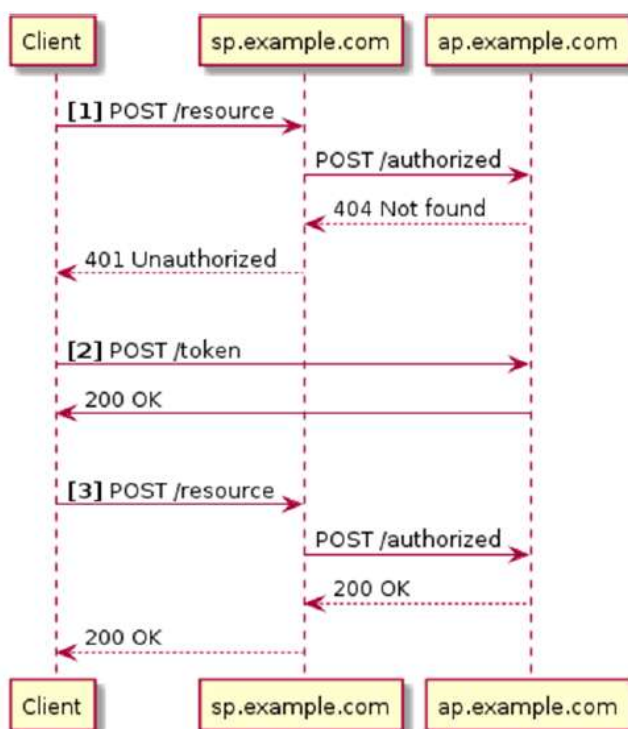 Client sp.example.com ap.example.com
[1] POST /resource
POST /authorized
404 Not found
401 Unauthorized
[2] POST /token
200 OK
[3] POST /resource
POST /authorized
200 OK
200 OK
Client sp.example.com ap.example.com